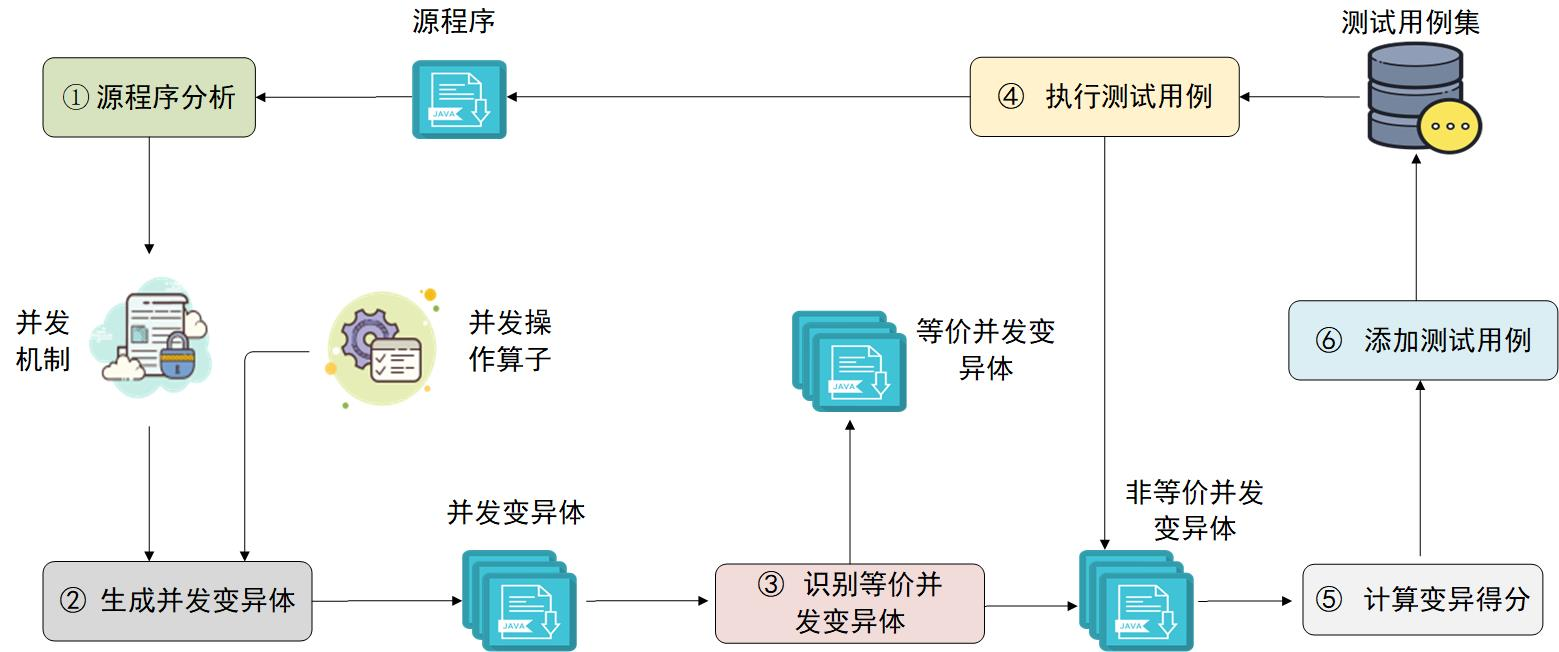 源程序
测试用例集
① 源程序分析
JAVA
④ 执行测试用例
并发
机制
并发操
作算子
等价并发变
异体
JAVA
⑥ 添加测试用例
并发变异体
非等价并发
变异体
② 生成并发变异体
JAVA
③ 识别等价并
发变异体
JAVA
⑤ 计算变异得分